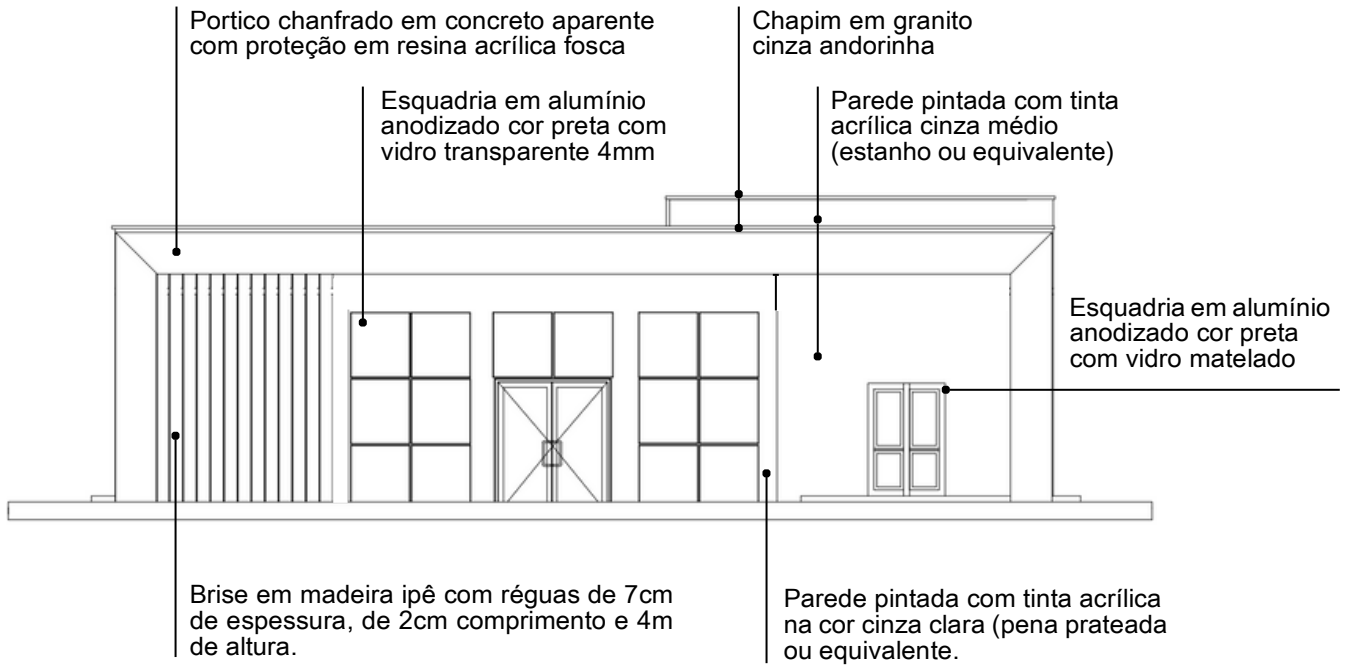 Portico chanfrado em concreto aparente
com proteção em resina acrílica fosca
Chapim em granito
cinza andorinha
Esquadria em alumínio
anodizado cor preta com
vidro transparente 4mm
Parede pintada com tinta
acrílica cinza médio
(estanho ou equivalente)
Esquadria em alumínio
anodizado cor preta
com vidro matelado
Brise em madeira ipê com réguas de 7cm
de espessura, de 2cm comprimento e 4m
de altura.
Parede pintada com tinta acrílica
na cor cinza clara (pena prateada
ou equivalente.